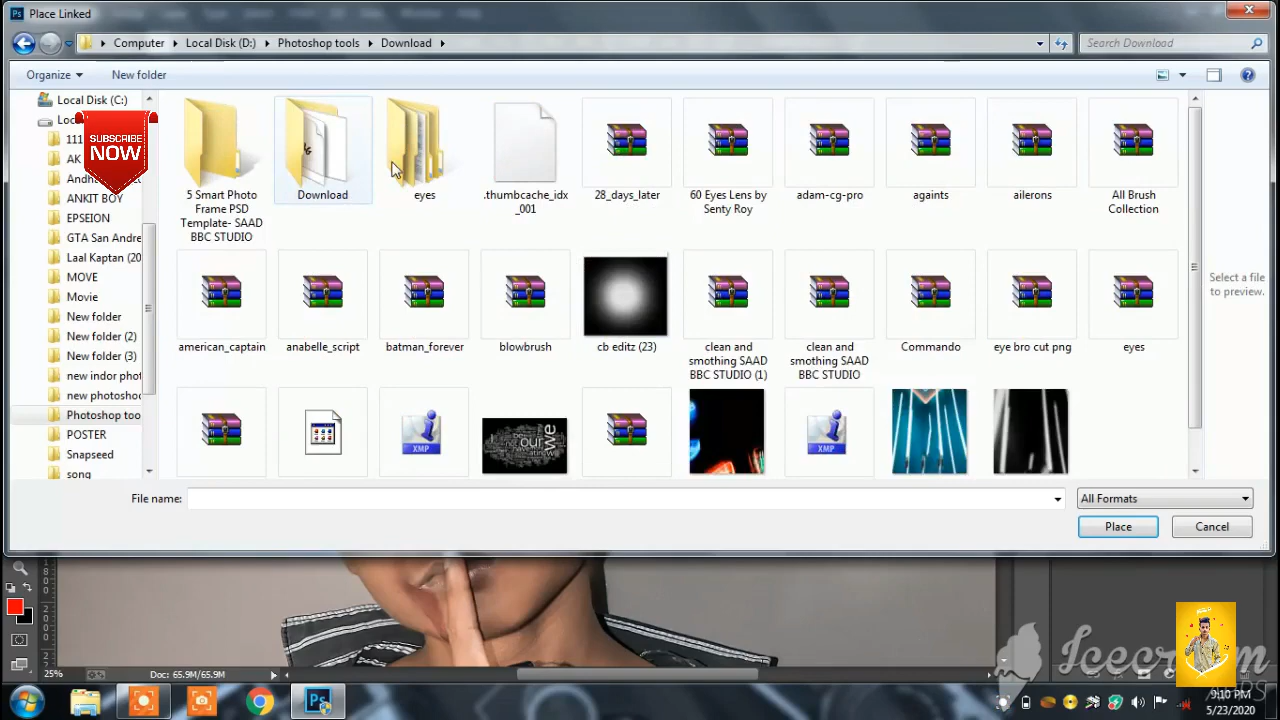 Place Linked
Computer
Local Disk (D:)
Photoshop tools
Download
Search Download
Organize
New folder
Local Disk (C:)
SUBSCRIBE
NOW
111
AK
ANKIT BOY
EPSEION
GTA San Andre
Laal Kaptan (20
MOVE
Movie
New folder
New folder (2)
New folder (3)
new indor phot
new photoshoo
Photoshop too
POSTER
Snapseed
song
5 Smart Photo
Frame PSD
Template- SAAD
BBC STUDIO
Download
eyes
.thumbcache_idx
_001
28_days_later
60 Eyes Lens by
Senty Roy
adam-cg-pro
againts
ailerons
All Brush
Collection
american_captain
anabelle_script
batman_forever
blowbrush
cb editz (23)
clean and
smothing SAAD
BBC STUDIO (1)
clean and
smothing SAAD
BBC STUDIO
Commando
eye bro cut png
eyes
XMP
our we
XMP
Select a file
to preview.
File name:
All Formats
Place
Cancel
25%
Doc: 65.9M/65.9M
Icecream
9:10 PM
5/23/2020